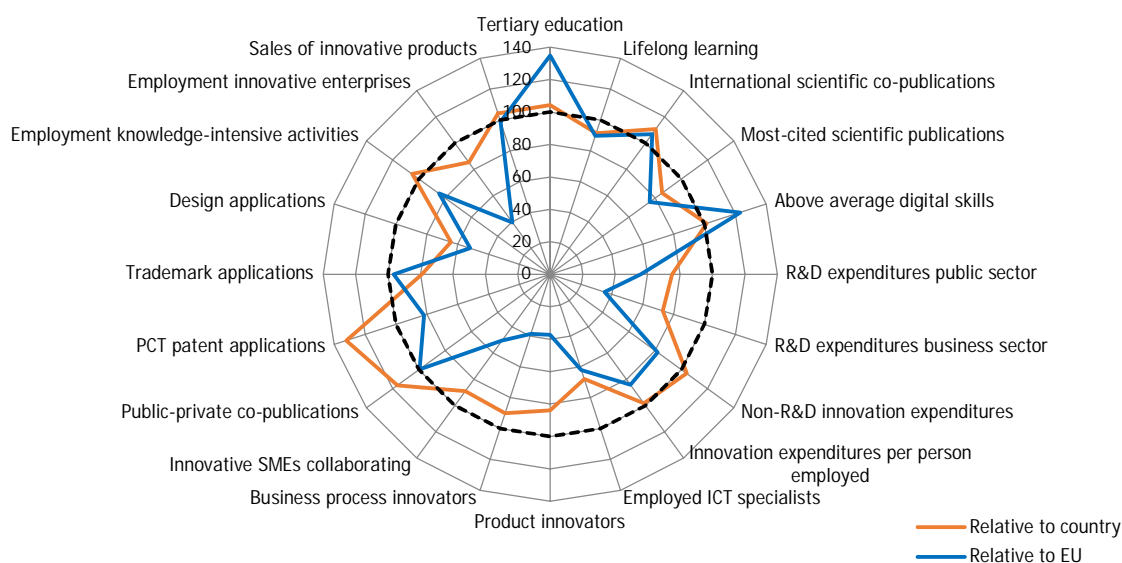 Tertiary education
Sales of innovative products
Lifelong learning
Employment innovative enterprises
International scientific co-publications
Employment knowledge-intensive activities
Most-cited scientific publications
Design applications
Above average digital skills
Trademark applications
R&D expenditures public sector
PCT patent applications
R&D expenditures business sector
Public-private co-publications
Non-R&D innovation expenditures
Innovative SMEs collaborating
Innovation expenditures per person
employed
Business process innovators
Employed ICT specialists
Product innovators
140
120
100
80
60
40
20
0
Relative to country
Relative to EU